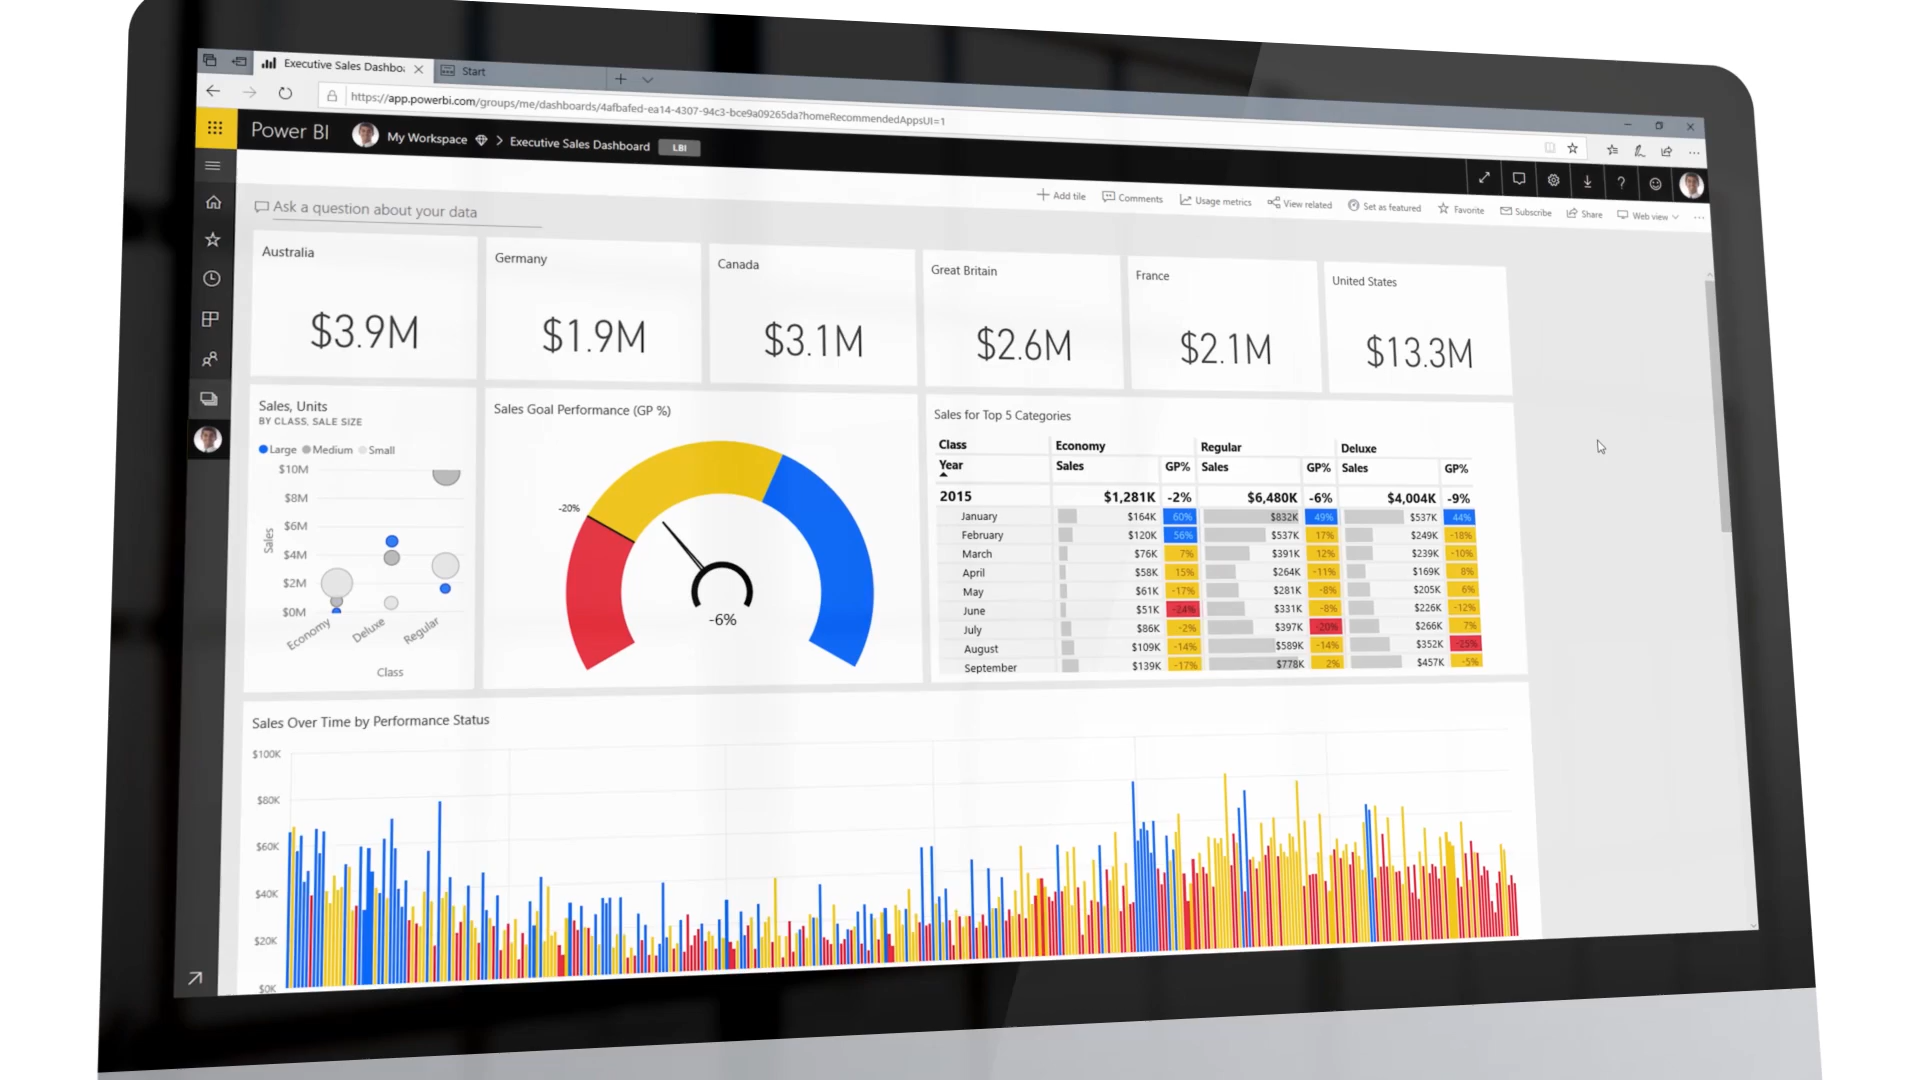 Executive Sales Dashboa
Start
https://app.powerbi.com/groups/me/dashboards/4afbafed-ea14-4307-94c3-bce9a09265da?homeRecommendedAppsUI=1
Power BI My Workspace > Executive Sales Dashboard LBI
Add tile Comments Usage metrics View related Set as featured Favorite Subscribe Share Web view
Ask a question about your data
Australia
$3.9M
Germany
$1.9M
Canada
$3.1M
Great Britain
$2.6M
France
$2.1M
United States
$13.3M
Sales, Units
BY CLASS, SALE SIZE
Large Medium Small
$10M
$8M
$6M
$4M
$2M
$0M
Sales
Economy Deluxe Regular
Class
Sales Goal Performance (GP %)
-20%
-6%
Sales for Top 5 Categories
Class Economy Regular Deluxe
Year Sales GP% Sales GP% Sales GP%
2015 $1,281K -2% $6,480K -6% $4,004K -9%
January $164K 60% $832K 49% $537K 44%
February $120K 56% $537K 17% $249K -18%
March $76K 7% $391K 12% $239K -10%
April $58K 15% $264K -11% $169K 8%
May $61K -17% $281K -8% $205K 6%
June $51K -24% $331K -8% $226K -12%
July $86K -2% $397K -20% $266K 7%
August $109K -14% $589K -14% $352K -25%
September $139K -17% $778K 2% $457K -5%
Sales Over Time by Performance Status
$100K
$80K
$60K
$40K
$20K
$0K